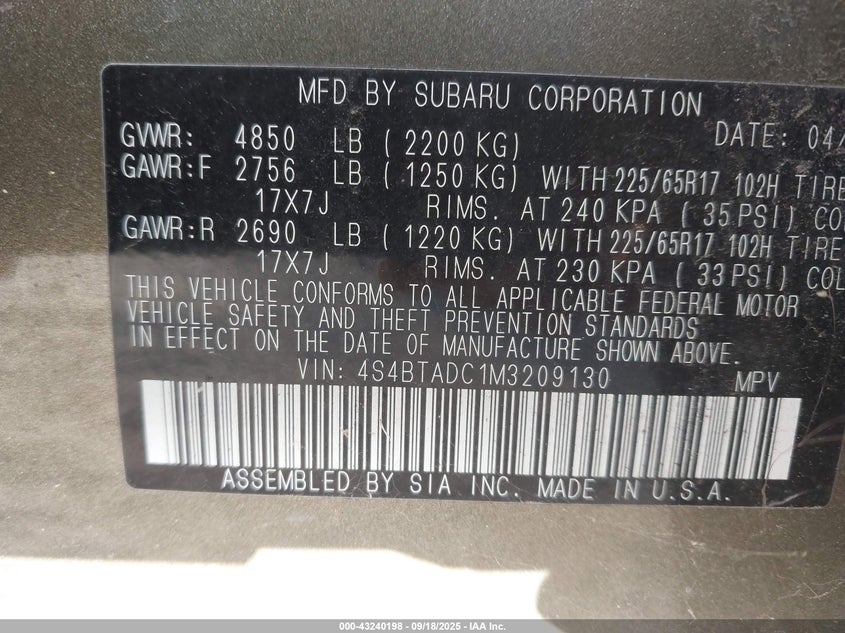 MFD BY SUBARU CORPORATION
GVWR: 4850 LB ( 2200 KG) DATE: 04/
GAWR:F 2756 LB ( 1250 KG) WITH 225/65R17 102H TIRE
17X7J RIMS. AT 240 KPA ( 35 PSI) CO
GAWR:R 2690 LB ( 1220 KG) WITH 225/65R17 102H TIRE
17X7J RIMS. AT 230 KPA ( 33 PSI) COL
THIS VEHICLE CONFORMS TO ALL APPLICABLE FEDERAL MOTOR
VEHICLE SAFETY AND THEFT PREVENTION STANDARDS
IN EFFECT ON THE DATE OF MANUFACTURE SHOWN ABOVE.
VIN: 4S4BTADC1M3209130 MPV
ASSEMBLED BY SIA INC. MADE IN U.S.A.
000-43240198 - 09/18/2025 - IAA Inc.